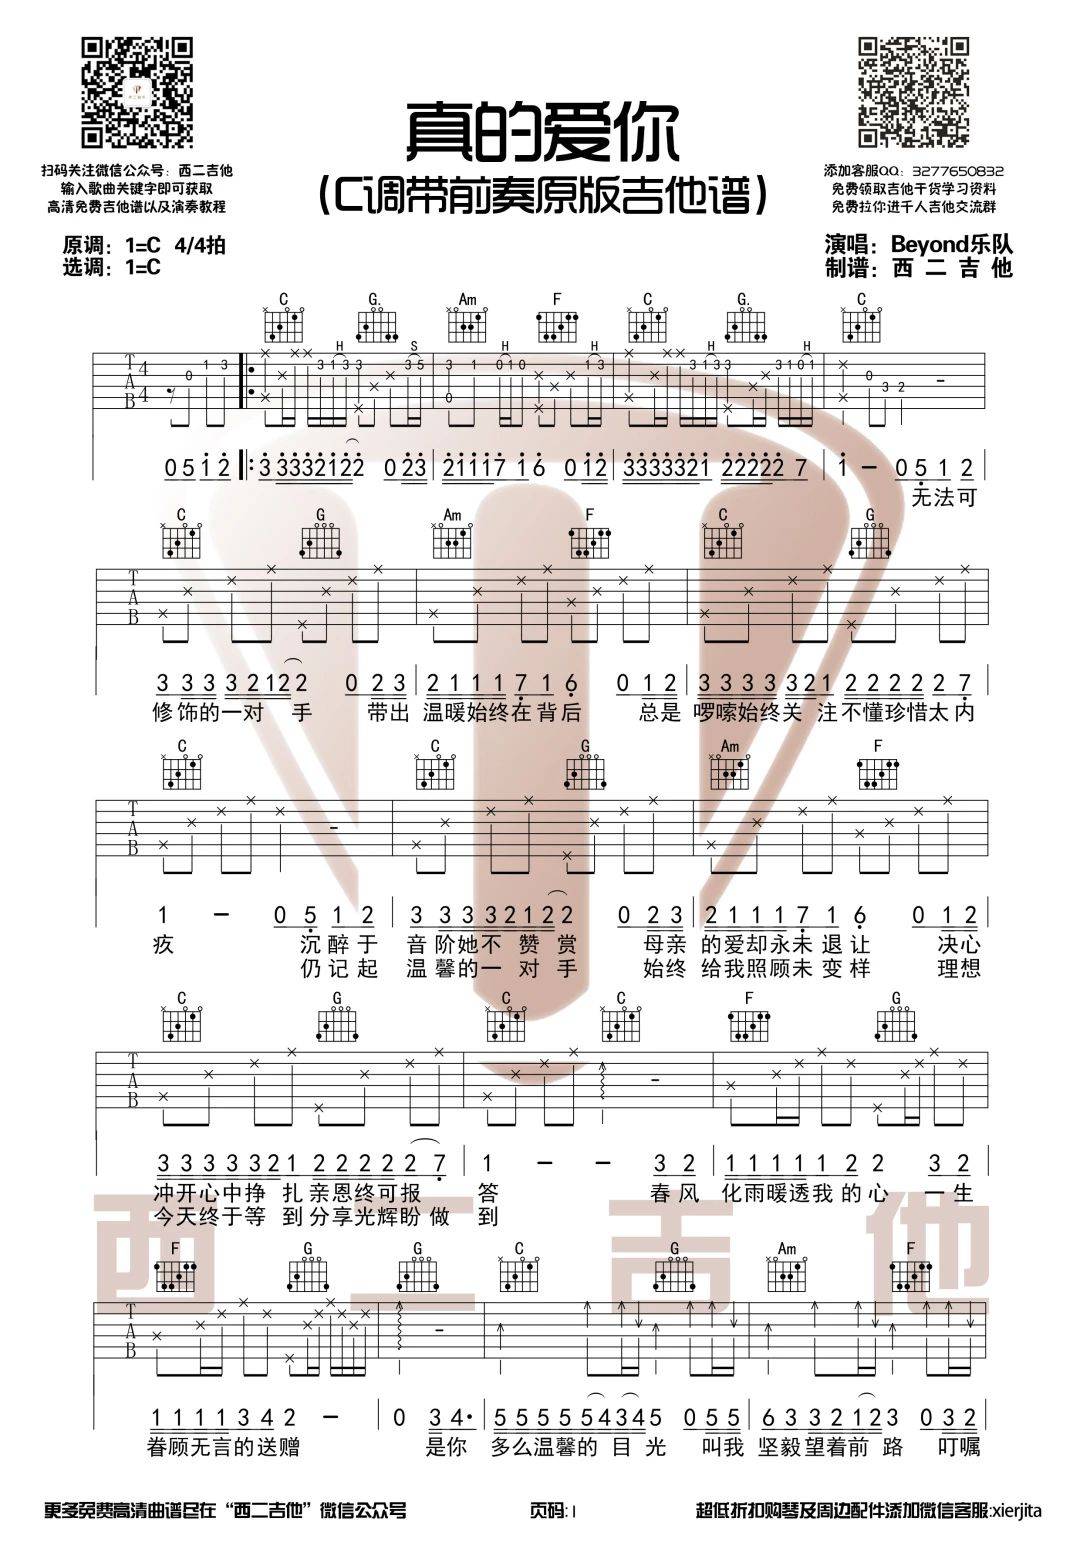 真的爱你
(C调带前奏原版吉他谱)
扫码关注微信公众号：西二吉他
输入歌曲关键字即可获取
高清免费吉他谱以及演奏教程
添加客服QQ：3277650832
免费领取吉他干货学习资料
免费拉你进千人吉他交流群
原调：1=C 4/4拍
选调：1=C
演唱：Beyond乐队
制谱：西二吉他
C G. Am F C G. C
H H S H H H H H
T A B 4 4
0 5 1 2 3 3 3 3 2 1 2 2 0 2 3 2 1 1 1 1 7 1 6 0 1 2 3 3 3 3 3 2 1 2 2 2 2 2 7 1 – 0 5 1 2
无法可
C G Am F C G
T A B
3 3 3 3 3 2 1 2 2 0 2 3 2 1 1 1 7 1 6 0 1 2 3 3 3 3 3 2 1 2 2 2 2 2 7
修饰的一对 手 带出 温暖始终在背后 总是 啰嗦始终关 注不懂珍惜太内
C C G Am F
T A B
1 – 0 5 1 2 3 3 3 3 2 1 2 2 0 2 3 2 1 1 1 7 1 6 0 1 2
疚 沉醉于 音阶她不 赞 赏 母亲 的爱却永未 退让 决心
仍记起 温馨的一 对 手 始终 给我照顾未 变样 理想
C G C C F G
T A B
3 3 3 3 3 2 1 2 2 2 2 2 7 1 – – 3 2 1 1 1 1 1 2 2 3 2
冲开心中挣 扎亲恩终可报 答 春风 化雨暖透我的心 一生
今天终于等 到分享光辉盼做 到
西二吉他
F G G C G Am F
T A B
1 1 1 1 3 4 2 – 0 3 4· 5 5 5 5 5 4 3 4 5 0 5 5 6 3 3 2 1 2 3 0 3 2
眷顾无言的送赠 是你 多么温馨的 目 光 叫我 坚毅望着前 路 叮嘱
更多免费高清曲谱尽在“西二吉他”微信公众号
页码:1
超低折扣购琴及周边配件添加微信客服:xierjita